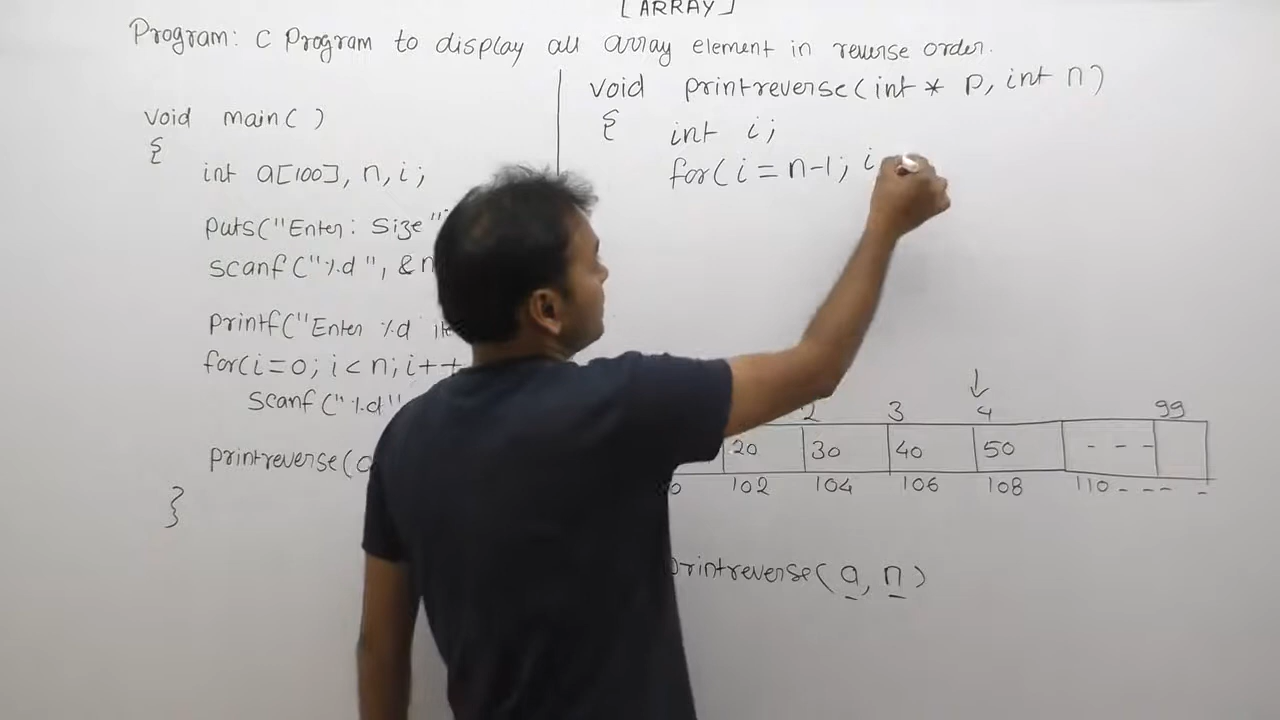 [ARRAY]
Program: C Program to display all array element in reverse order.
void main( )
{
int a[100], n, i;
puts("Enter: Size"
scanf("%d", &n
printf("Enter %d
for(i=0; i<n; i++
scanf("%d"
printreverse(
}
void printreverse(int * P, int n)
{ int i;
for( i = n-1; i
2 3 4 99
20 30 40 50 - - -
102 104 106 108 110 - - - -
printreverse( a, n )